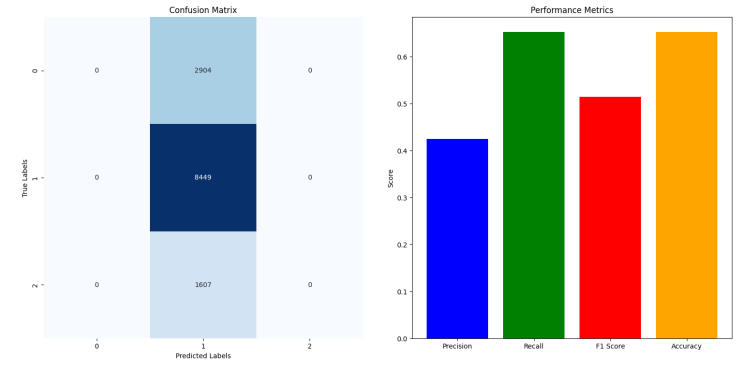 Confusion Matrix
True Labels
0
1
2
0 2904 0
0 8449 0
0 1607 0
0 1 2
Predicted Labels
Performance Metrics
Score
0.6
0.5
0.4
0.3
0.2
0.1
0.0
Precision Recall F1 Score Accuracy